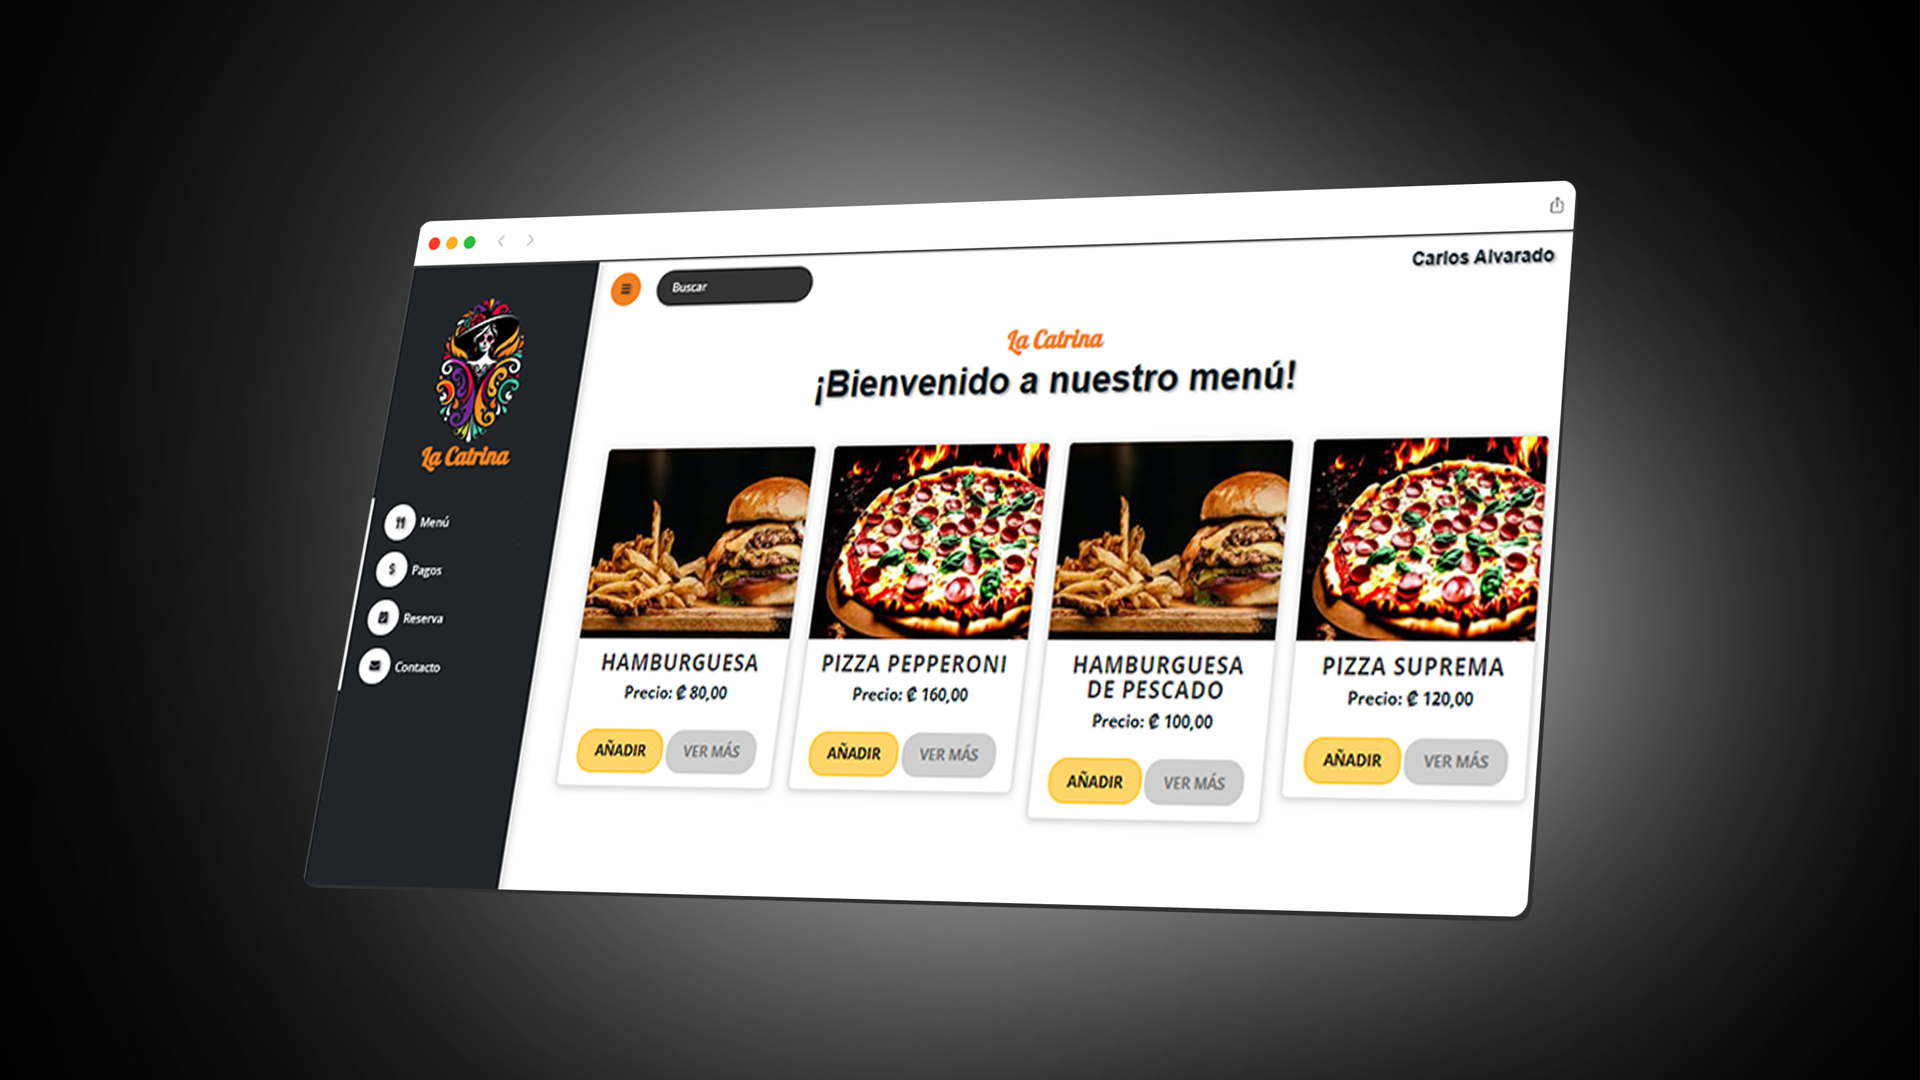 Carlos Alvarado
Buscar
La Catrina
¡Bienvenido a nuestro menú!
La Catrina
Menú
Pagos
Reserva
Contacto
HAMBURGUESA
Precio: ₡ 80,00
AÑADIR VER MÁS
PIZZA PEPPERONI
Precio: ₡ 160,00
AÑADIR VER MÁS
HAMBURGUESA
DE PESCADO
Precio: ₡ 100,00
AÑADIR VER MÁS
PIZZA SUPREMA
Precio: ₡ 120,00
AÑADIR VER MÁS